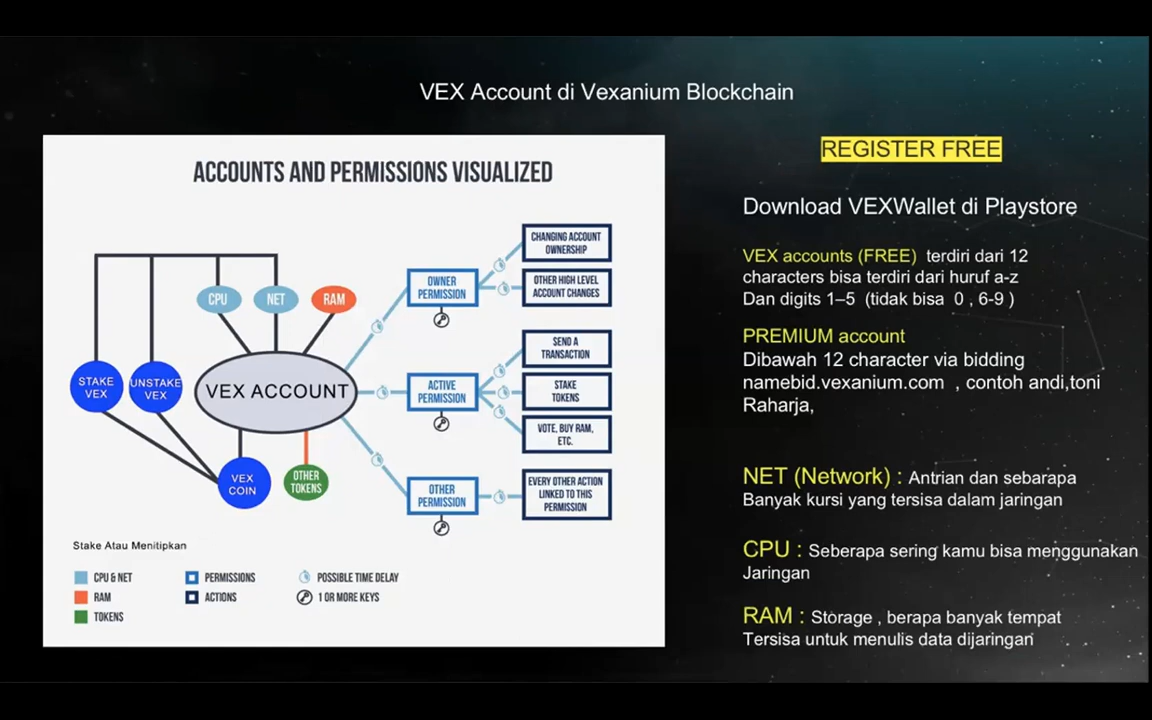 VEX Account di Vexanium Blockchain
ACCOUNTS AND PERMISSIONS VISUALIZED
CHANGING ACCOUNT
OWNERSHIP
OWNER
PERMISSION
OTHER HIGH LEVEL
ACCOUNT CHANGES
CPU
NET
RAM
SEND A
TRANSACTION
STAKE
VEX
UNSTAKE
VEX
VEX ACCOUNT
ACTIVE
PERMISSION
STAKE
TOKENS
VOTE, BUY RAM,
ETC.
VEX
COIN
OTHER
TOKENS
OTHER
PERMISSION
EVERY OTHER ACTION
LINKED TO THIS
PERMISSION
Stake Atau Menitipkan
CPU & NET
RAM
TOKENS
PERMISSIONS
ACTIONS
POSSIBLE TIME DELAY
1 OR MORE KEYS
REGISTER FREE
Download VEXWallet di Playstore
VEX accounts (FREE) terdiri dari 12
characters bisa terdiri dari huruf a-z
Dan digits 1–5 (tidak bisa 0 , 6-9 )
PREMIUM account
Dibawah 12 character via bidding
namebid.vexanium.com , contoh andi,toni
Raharja,
NET (Network) : Antrian dan sebarapa
Banyak kursi yang tersisa dalam jaringan
CPU : Seberapa sering kamu bisa menggunakan
Jaringan
RAM : Storage , berapa banyak tempat
Tersisa untuk menulis data dijaringan